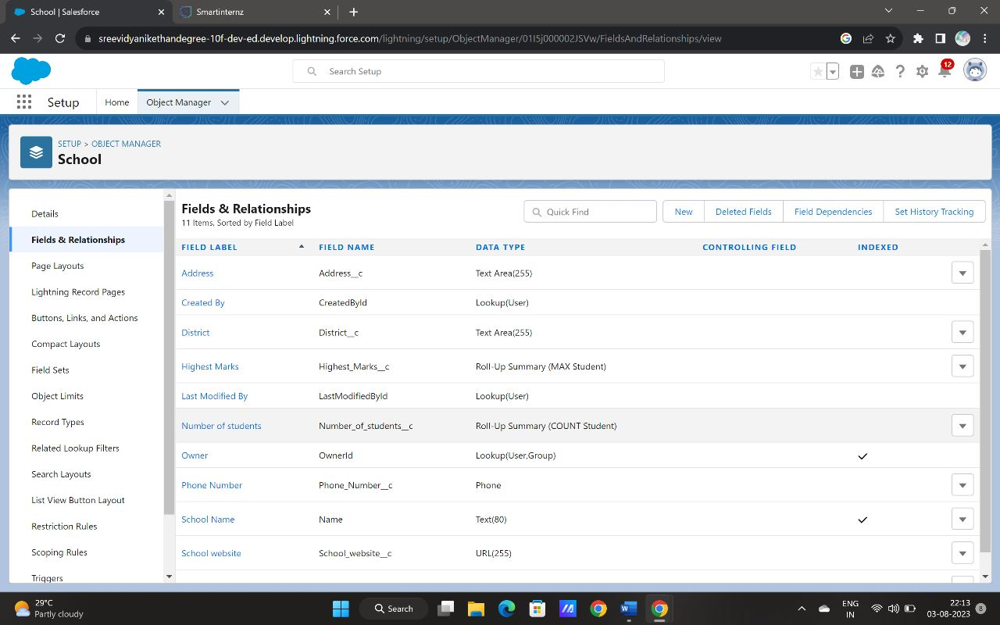 School | Salesforce
Smartinternz
sreevidyanikethandegree-10f-dev-ed.develop.lightning.force.com/lightning/setup/ObjectManager/01I5j000002JSVw/FieldsAndRelationships/view
Search Setup
12
Setup
Home
Object Manager
SETUP > OBJECT MANAGER
School
Details
Fields & Relationships
Page Layouts
Lightning Record Pages
Buttons, Links, and Actions
Compact Layouts
Field Sets
Object Limits
Record Types
Related Lookup Filters
Search Layouts
List View Button Layout
Restriction Rules
Scoping Rules
Triggers
Fields & Relationships
11 Items, Sorted by Field Label
Quick Find
New
Deleted Fields
Field Dependencies
Set History Tracking
FIELD LABEL FIELD NAME DATA TYPE CONTROLLING FIELD INDEXED
Address Address__c Text Area(255)
Created By CreatedById Lookup(User)
District District__c Text Area(255)
Highest Marks Highest_Marks__c Roll-Up Summary (MAX Student)
Last Modified By LastModifiedById Lookup(User)
Number of students Number_of_students__c Roll-Up Summary (COUNT Student)
Owner OwnerId Lookup(User,Group)
Phone Number Phone_Number__c Phone
School Name Name Text(80)
School website School_website__c URL(255)
29°C
Partly cloudy
Search
ENG
IN
22:13
03-08-2023
8